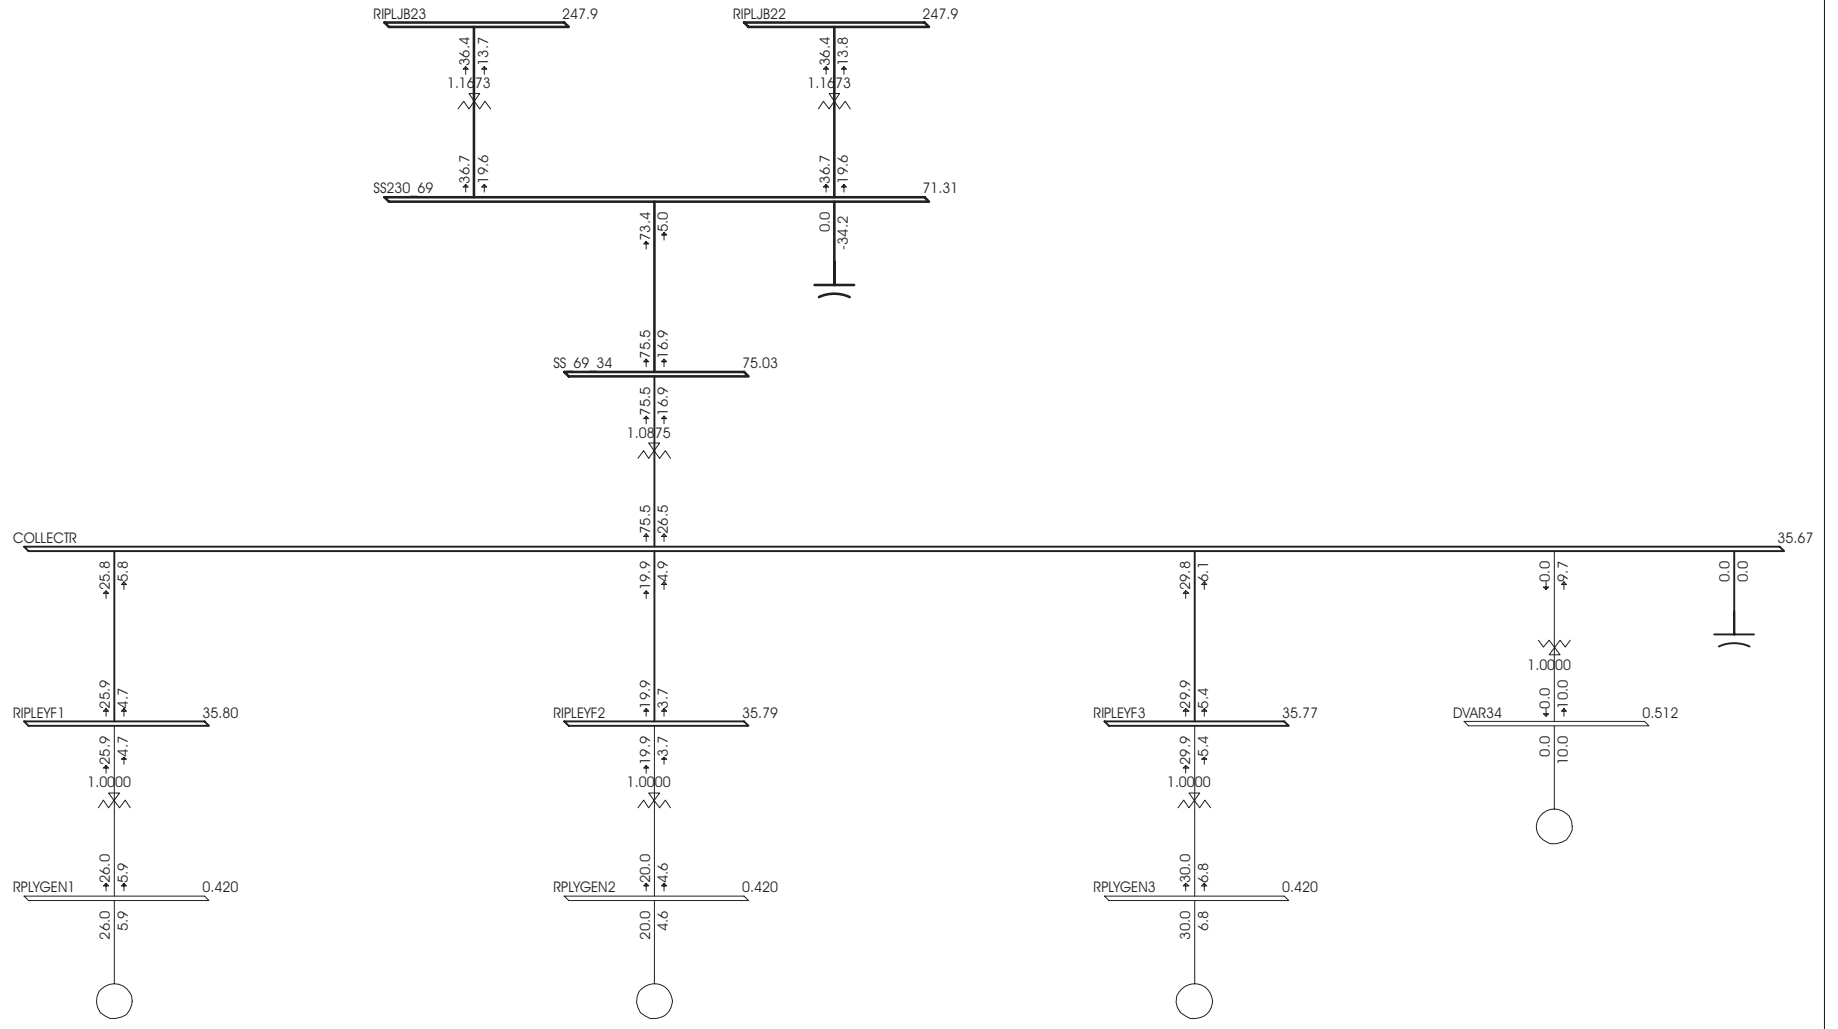 RIPLJB23 247.9 RIPLJB22 247.9
36.4 13.7 36.4 13.8
1.1673 1.1673
36.7 19.6 36.7 19.6
SS230_69 71.31
73.4 5.0 0.0 -34.2
75.5 16.9
SS_69_34 75.03
75.5 16.9
1.0875
75.5 26.5
COLLECTR 35.67
25.8 5.8 19.9 4.9 29.8 6.1 0.0 9.7 0.0 0.0
1.0000
25.9 4.7 19.9 3.7 29.9 5.4 0.0 10.0
RIPLEYF1 35.80 RIPLEYF2 35.79 RIPLEYF3 35.77 DVAR34 0.512
25.9 4.7 19.9 3.7 29.9 5.4 0.0 10.0
1.0000 1.0000 1.0000
26.0 5.9 20.0 4.6 30.0 6.8
RPLYGEN1 0.420 RPLYGEN2 0.420 RPLYGEN3 0.420
26.0 5.9 20.0 4.6 30.0 6.8